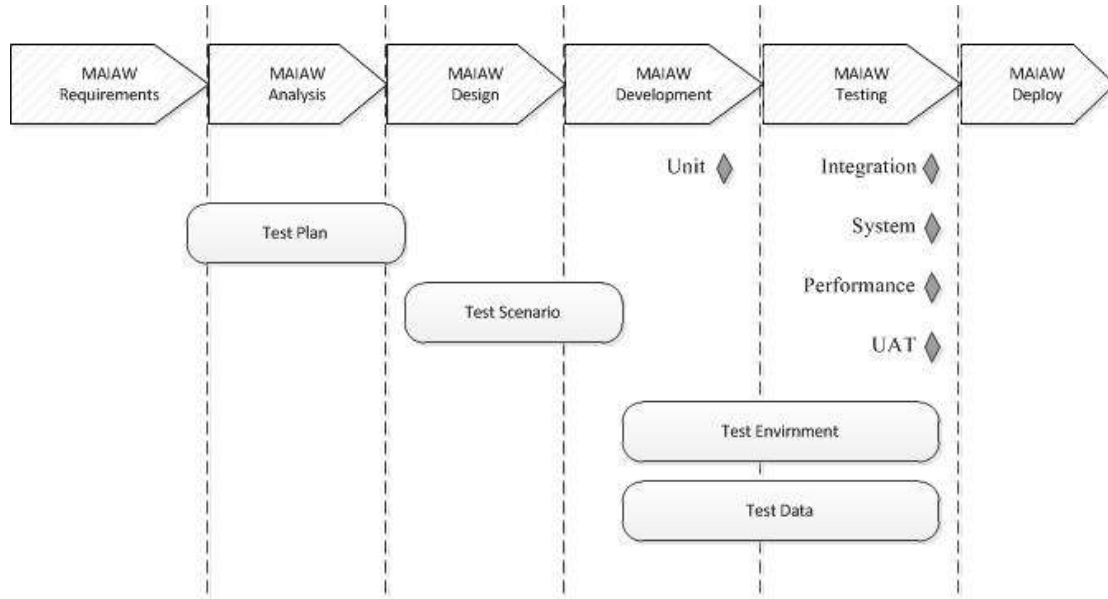 MAIAW
Requirements
MAIAW
Analysis
MAIAW
Design
MAIAW
Development
MAIAW
Testing
MAIAW
Deploy
Unit
Integration
Test Plan
System
Performance
Test Scenario
UAT
Test Envirnment
Test Data